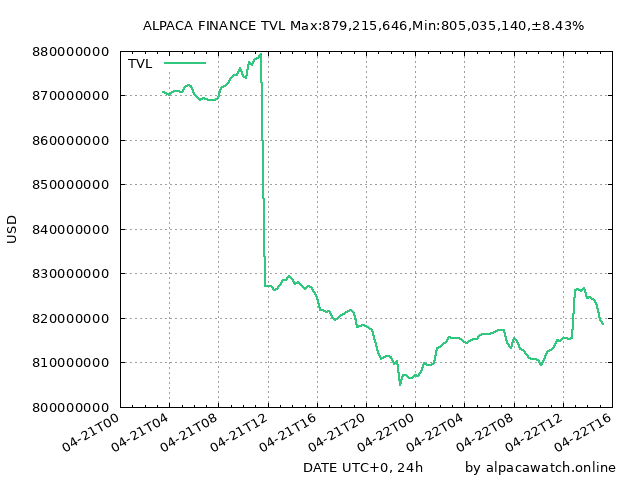 ALPACA FINANCE TVL Max:879,215,646,Min:805,035,140,±8.43%
TVL
880000000
870000000
860000000
850000000
840000000
830000000
820000000
810000000
800000000
USD
04-21T00
04-21T04
04-21T08
04-21T12
04-21T16
04-21T20
04-22T00
04-22T04
04-22T08
04-22T12
04-22T16
DATE UTC+0, 24h
by alpacawatch.online